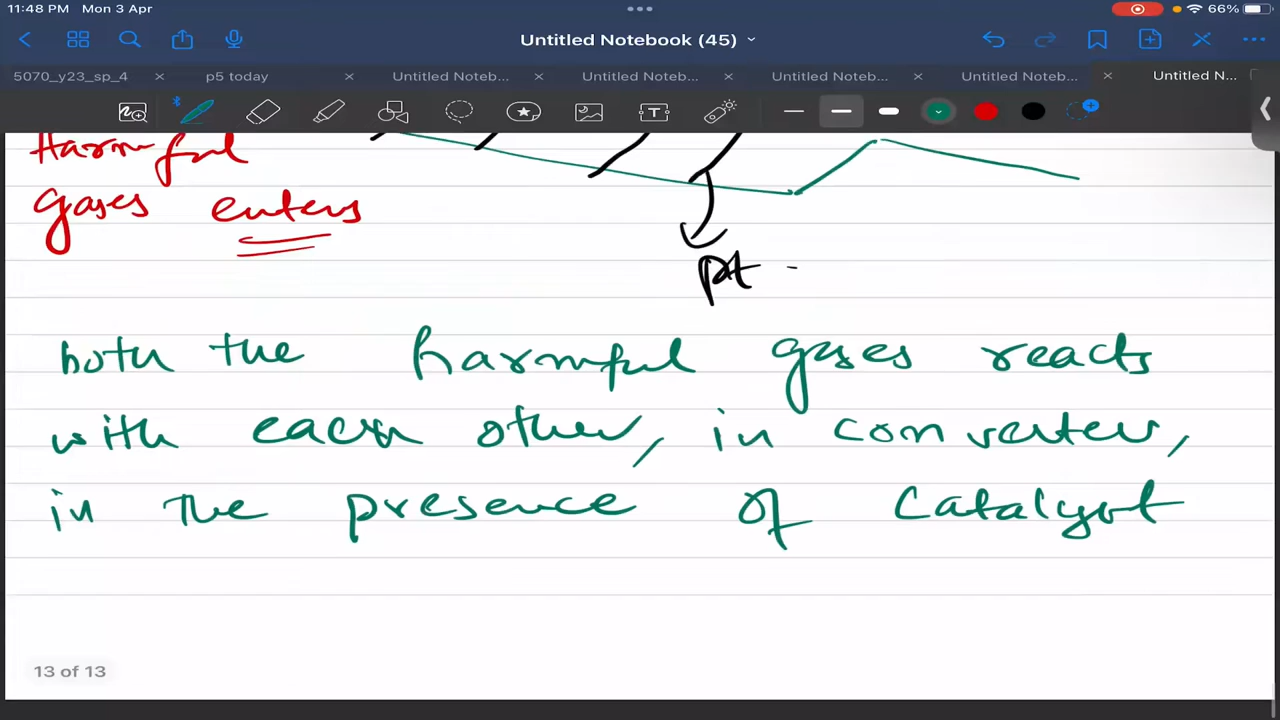 11:48 PM Mon 3 Apr
66%
Untitled Notebook (45)
5070_y23_sp_4
p5 today
Untitled Noteb...
Untitled Noteb...
Untitled Noteb...
Untitled Noteb...
Untitled N...
Harmful
gases enters
Pt -
both the harmful gases reacts
with each other, in converter,
in the presence of Catalyst
13 of 13